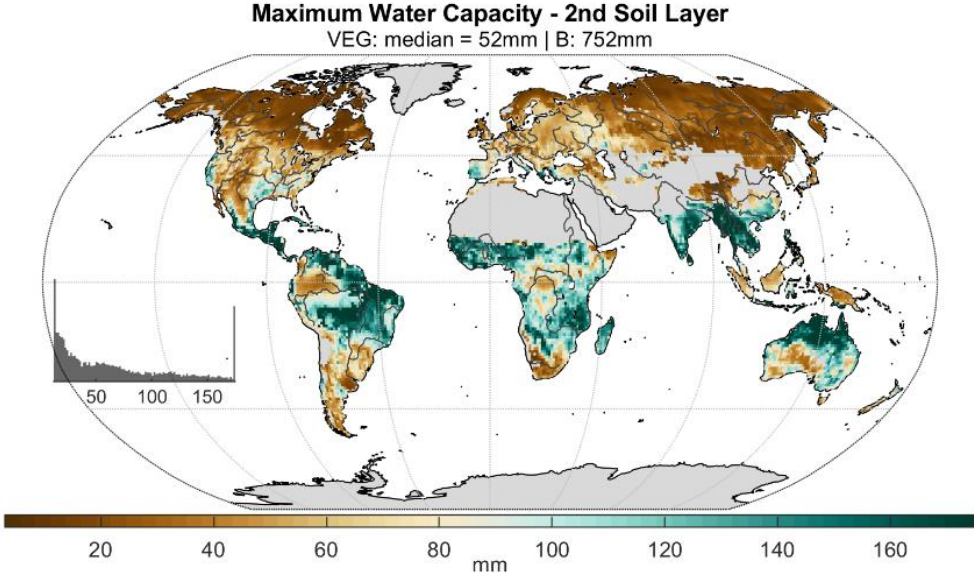 Maximum Water Capacity - 2nd Soil Layer
VEG: median = 52mm | B: 752mm
50 100 150
20 40 60 80 100 120 140 160
mm